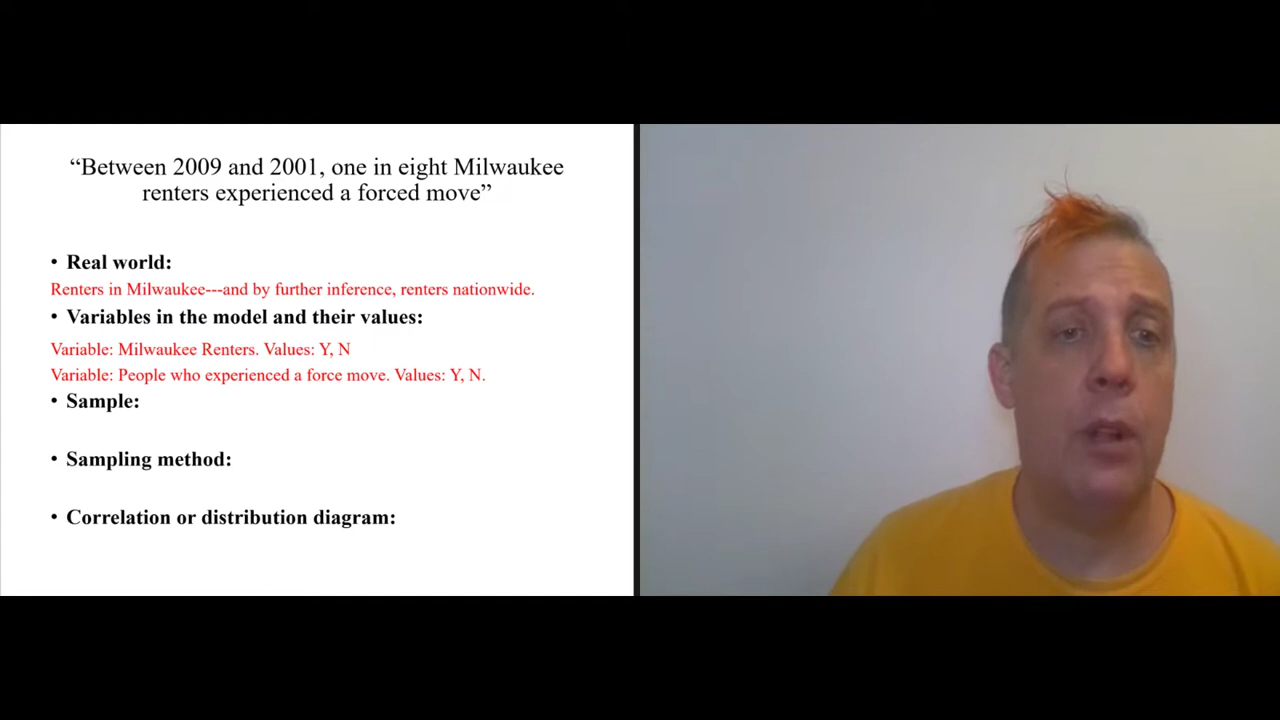 “Between 2009 and 2001, one in eight Milwaukee
renters experienced a forced move”
• Real world:
Renters in Milwaukee---and by further inference, renters nationwide.
• Variables in the model and their values:
Variable: Milwaukee Renters. Values: Y, N
Variable: People who experienced a force move. Values: Y, N.
• Sample:
• Sampling method:
• Correlation or distribution diagram: